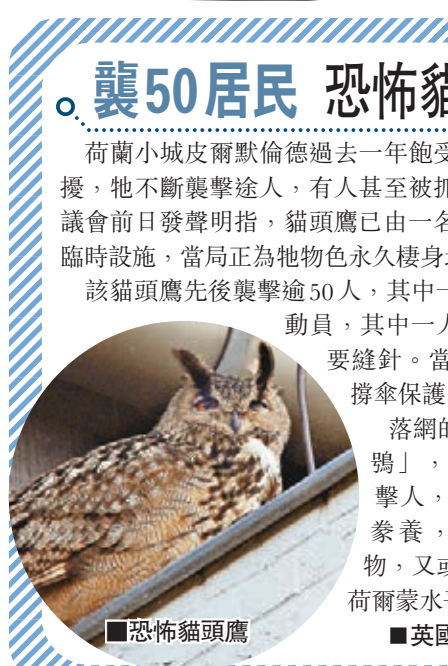 襲50居民 恐怖貓
荷蘭小城皮爾默倫德過去一年飽受
擾，牠不斷襲擊途人，有人甚至被抓
議會前日發聲明指，貓頭鷹已由一名
臨時設施，當局正為牠物色永久棲身
該貓頭鷹先後襲擊逾50人，其中一
動員，其中一人
要縫針。當
撐傘保護
落網的
鴞」，
擊人，
豢養，
物，又或
荷爾蒙水
■恐怖貓頭鷹
■英國